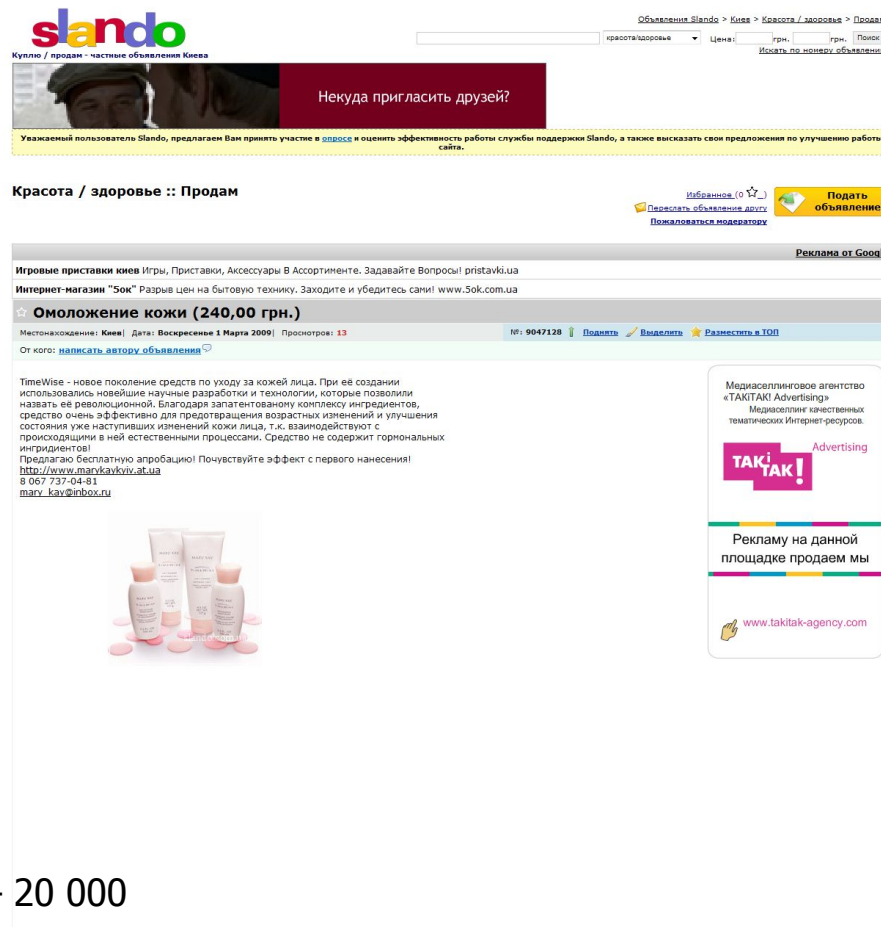 slando
Куплю / продам - частные объявления Киева
Объявления Slando > Киев > Красота / здоровье > Продам
красота/здоровье Цена: грн. грн. Поиск
Искать по номеру объявления
Некуда пригласить друзей?
Уважаемый пользователь Slando, предлагаем Вам принять участие в опросе и оценить эффективность работы службы поддержки Slando, а также высказать свои предложения по улучшению работы
сайта.
Красота / здоровье :: Продам
Избранное (0 _)
Переслать объявление другу
Пожаловаться модератору
Подать
объявление
Реклама от Goog
Игровые приставки киев Игры, Приставки, Аксессуары В Ассортименте. Задавайте Вопросы! pristavki.ua
Интернет-магазин "5ок" Разрыв цен на бытовую технику. Заходите и убедитесь сами! www.5ok.com.ua
Омоложение кожи (240,00 грн.)
Местонахождение: Киев| Дата: Воскресенье 1 Марта 2009| Просмотров: 13
№: 9047128 Поднять Выделить Разместить в ТОП
От кого: написать автору объявления
TimeWise - новое поколение средств по уходу за кожей лица. При её создании
использовались новейшие научные разработки и технологии, которые позволили
назвать её революционной. Благодаря запатентованому комплексу ингредиентов,
средство очень эффективно для предотвращения возрастных изменений и улучшения
состояния уже наступивших изменений кожи лица, т.к. взаимодействуют с
происходящими в ней естественными процессами. Средство не содержит гормональных
ингридиентов!
Предлагаю бесплатную апробацию! Почувствуйте эффект с первого нанесения!
http://www.marykaykyiv.at.ua
8 067 737-04-81
mary_kay@inbox.ru
Медиаселлинговое агентство
«TAKiTAK! Advertising»
Медиаселлинг качественных
тематических Интернет-ресурсов.
Advertising
TAKiTAK!
Рекламу на данной
площадке продаем мы
www.takitak-agency.com
20 000